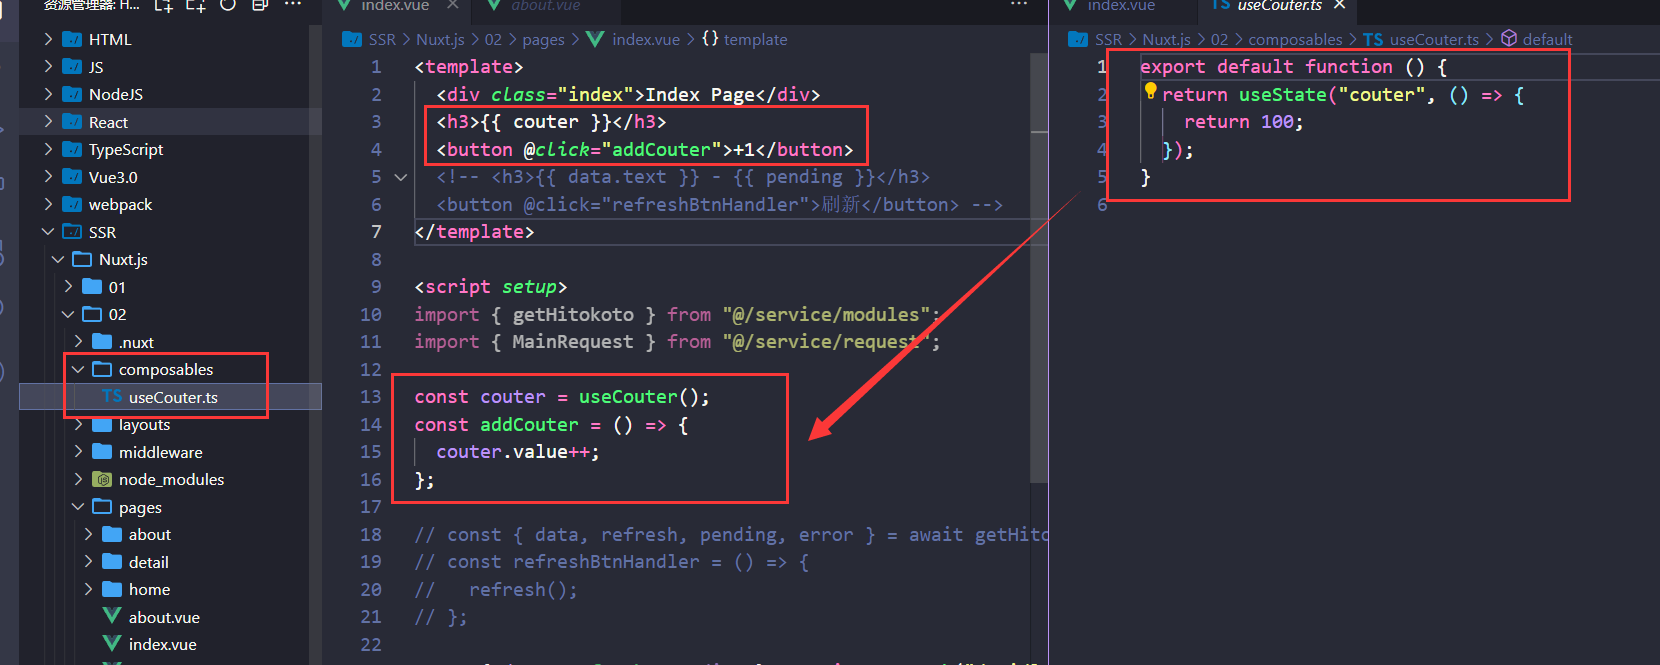 资源管理器: H...
HTML
JS
NodeJS
React
TypeScript
Vue3.0
webpack
SSR
Nuxt.js
01
02
.nuxt
composables
TS useCouter.ts
layouts
middleware
node_modules
pages
about
detail
home
about.vue
index.vue
index.vue
about.vue
SSR > Nuxt.js > 02 > pages > index.vue > {} template
1 <template>
2 <div class="index">Index Page</div>
3 <h3>{{ couter }}</h3>
4 <button @click="addCouter">+1</button>
5 <!-- <h3>{{ data.text }} - {{ pending }}</h3>
6 <button @click="refreshBtnHandler">刷新</button> -->
7 </template>
8
9 <script setup>
10 import { getHitokoto } from "@/service/modules";
11 import { MainRequest } from "@/service/request";
12
13 const couter = useCouter();
14 const addCouter = () => {
15 couter.value++;
16 };
17
18 // const { data, refresh, pending, error } = await getHito
19 // const refreshBtnHandler = () => {
20 //   refresh();
21 // };
22
index.vue
TS useCouter.ts
SSR > Nuxt.js > 02 > composables > TS useCouter.ts > default
1 export default function () {
2 return useState("couter", () => {
3 return 100;
4 });
5 }
6